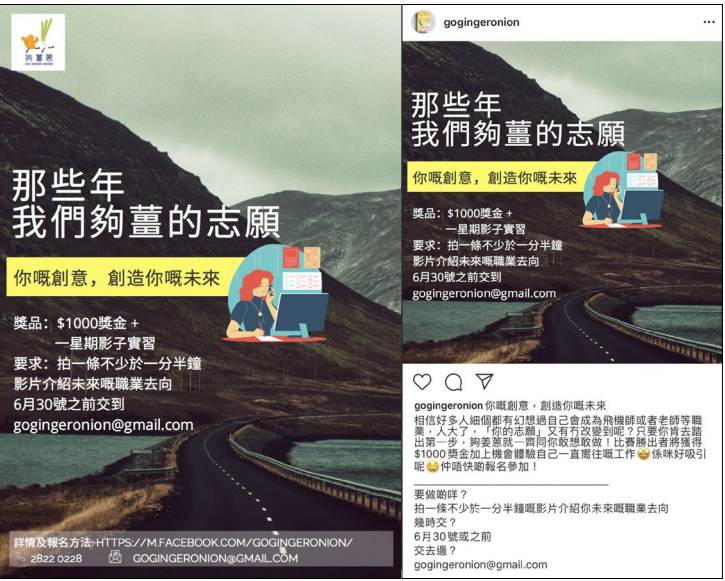 夠薑蔥
那些年
我們夠薑的志願
你嘅創意，創造你嘅未來
獎品：$1000獎金 +
一星期影子實習
要求：拍一條不少於一分半鐘
影片介紹未來嘅職業去向
6月30號之前交到
gogingeronion@gmail.com
詳情及報名方法-HTTPS://M.FACEBOOK.COM/GOGINGERONION/
2822 0228 GOGINGERONION@GMAIL.COM
gogingeronion
那些年
我們夠薑的志願
你嘅創意，創造你嘅未來
獎品：$1000獎金 +
一星期影子實習
要求：拍一條不少於一分半鐘
影片介紹未來嘅職業去向
6月30號之前交到
gogingeronion@gmail.com
gogingeronion 你嘅創意，創造你嘅未來
相信好多人細個都有幻想過自己會成為飛機師或者老師等職
業，人大了，「你的志願」又有冇改變到呢？只要你肯去踏
出第一步，夠姜蔥就一齊同你敢想敢做！比賽勝出者將獲得
$1000 獎金加上機會體驗自己一直嚮往嘅工作🤩係咪好吸引
呢😆仲唔快啲報名參加！
要做啲咩？
拍一條不少於一分半鐘嘅影片介紹你未來嘅職業去向
幾時交？
6月30號或之前
交去邊？
gogingeronion@gmail.com